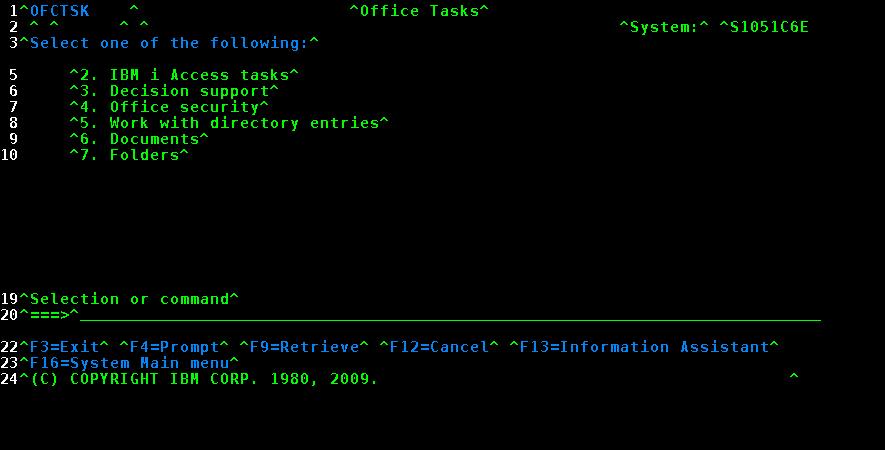 1^OFCTSK    ^                     ^Office Tasks^
2 ^ ^      ^ ^                                               ^System:^ ^S1051C6E
3^Select one of the following:^
5     ^2. IBM i Access tasks^
6     ^3. Decision support^
7     ^4. Office security^
8     ^5. Work with directory entries^
9     ^6. Documents^
10     ^7. Folders^
19^Selection or command^
20^===>^__________________________________________________________________________
22^F3=Exit^ ^F4=Prompt^ ^F9=Retrieve^ ^F12=Cancel^ ^F13=Information Assistant^
23^F16=System Main menu^
24^(C) COPYRIGHT IBM CORP. 1980, 2009.                                         ^